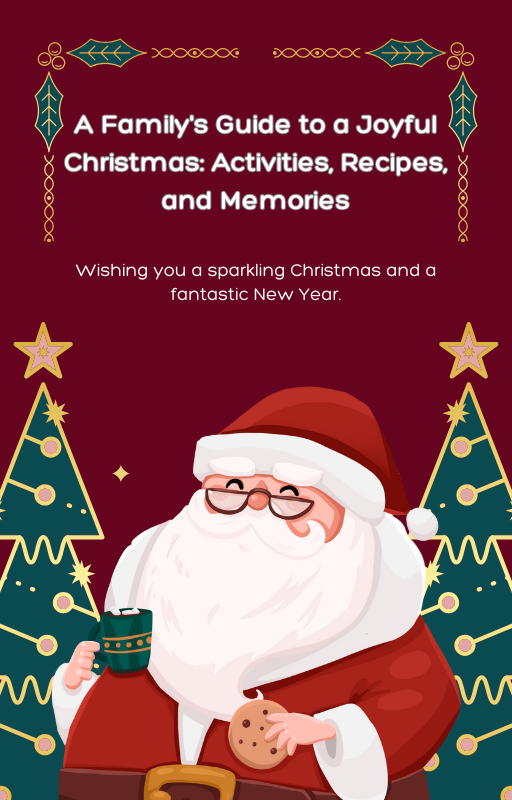 A Family's Guide to a Joyful
Christmas: Activities, Recipes,
and Memories
Wishing you a sparkling Christmas and a
fantastic New Year.